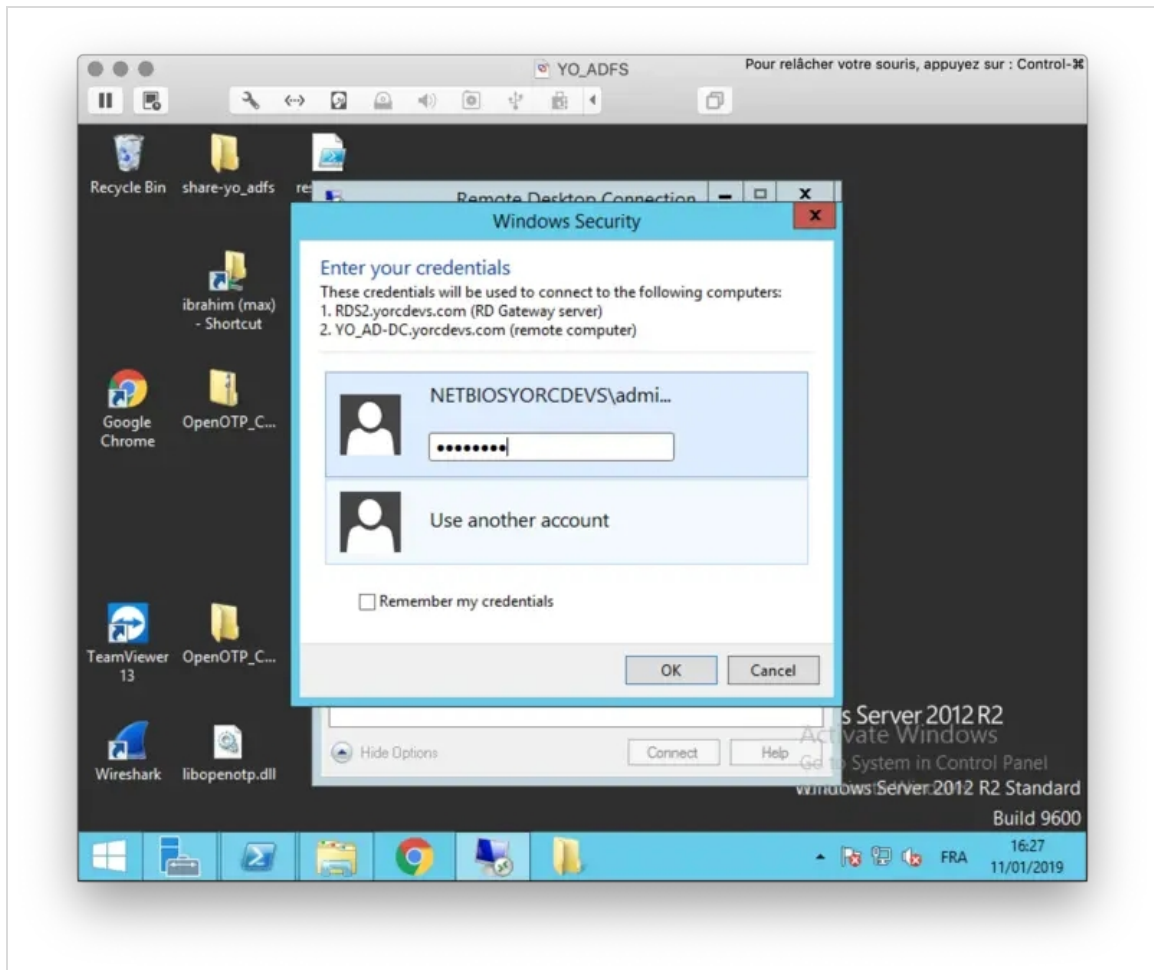 YO_ADFS
Pour relâcher votre souris, appuyez sur : Control-⌘
Recycle Bin
share-yo_adfs
Remote Desktop Connection
Windows Security
Enter your credentials
These credentials will be used to connect to the following computers:
1. RDS2.yorcdevs.com (RD Gateway server)
2. YO_AD-DC.yorcdevs.com (remote computer)
ibrahim (max)
- Shortcut
NETBIOSYORCDEVS\admi...
Google
Chrome
OpenOTP_C...
Use another account
Remember my credentials
TeamViewer
13
OpenOTP_C...
OK
Cancel
s Server 2012 R2
Activate Windows
Go to System in Control Panel
Hide Options
Connect
Help
Wireshark
libopenotp.dll
Windows Server 2012 R2 Standard
Build 9600
FRA
16:27
11/01/2019